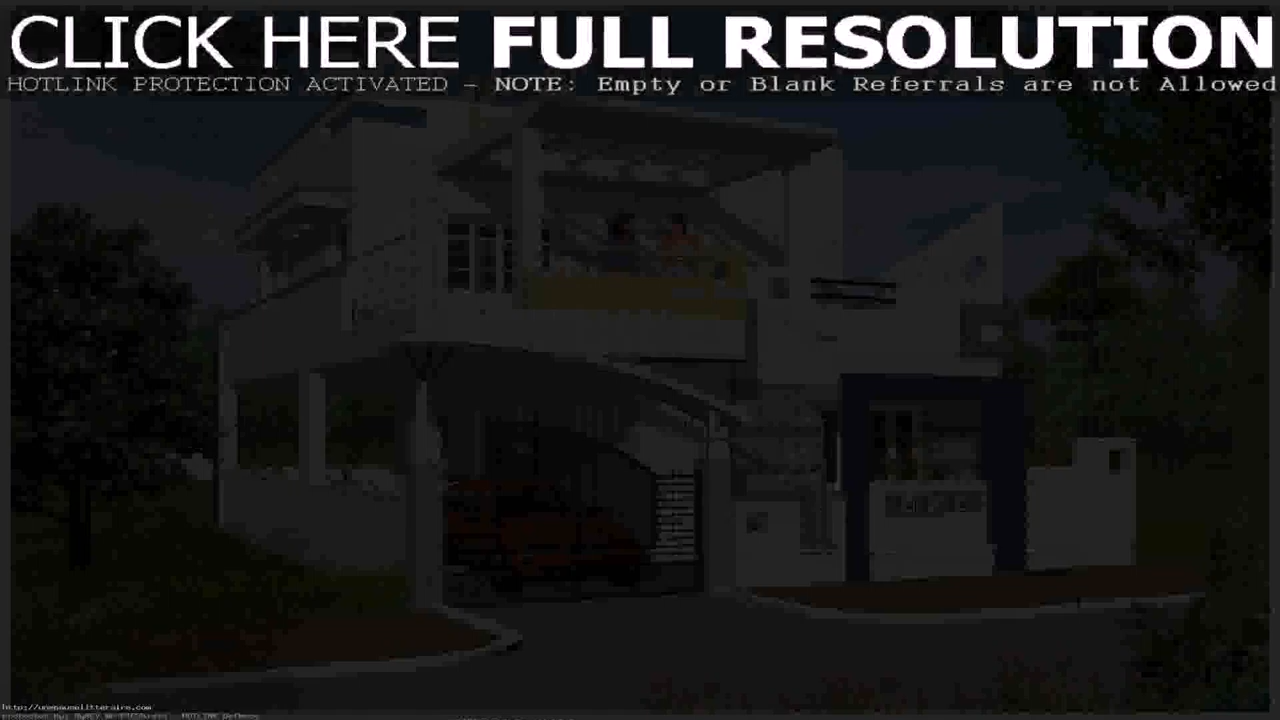 CLICK HERE FULL RESOLUTION
HOTLINK PROTECTION ACTIVATED – NOTE: Empty or Blank Referrals are not Allowed